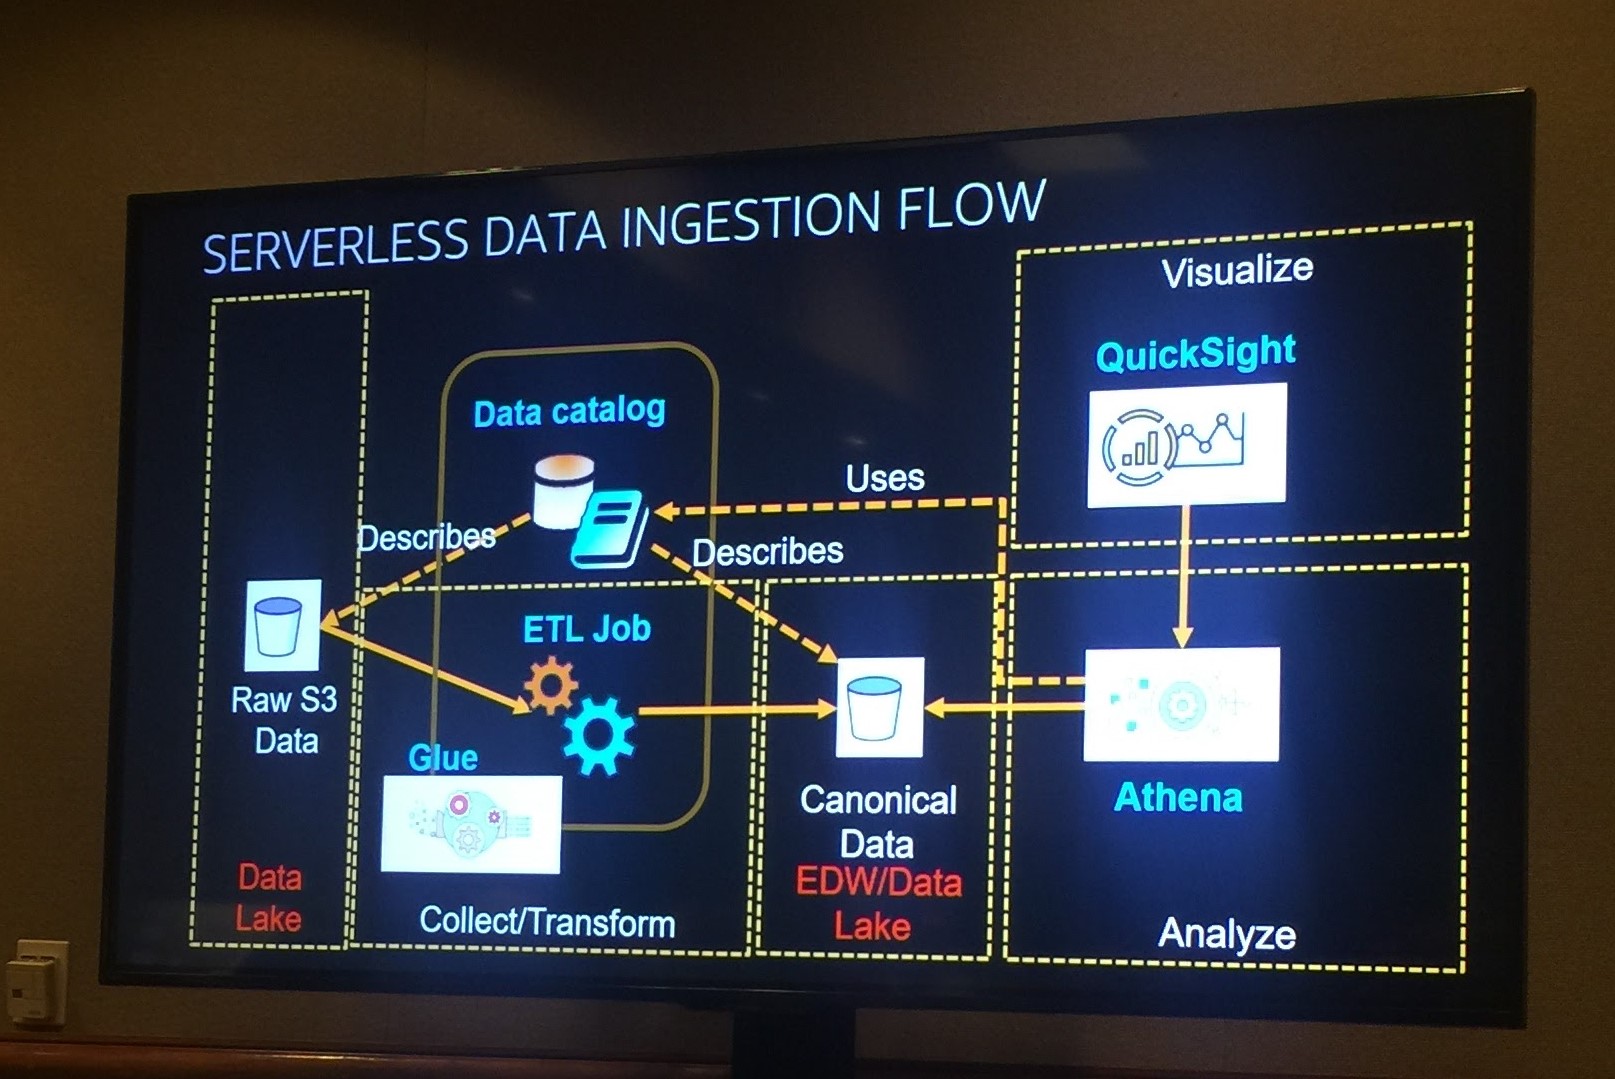 SERVERLESS DATA INGESTION FLOW
Visualize
QuickSight
Data catalog
Uses
Describes
Describes
ETL Job
Raw S3
Data
Glue
Canonical
Data
EDW/Data
Lake
Athena
Data
Lake
Collect/Transform
Analyze